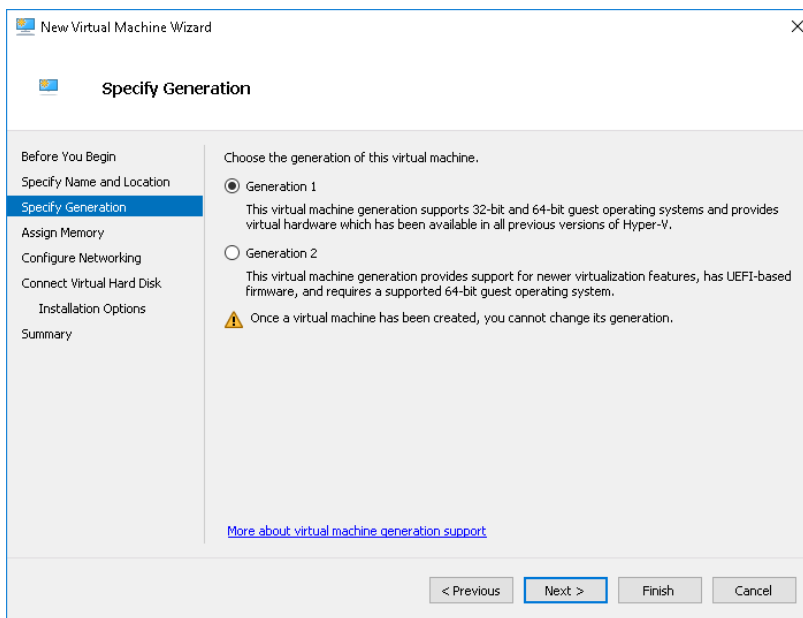 New Virtual Machine Wizard
Specify Generation
Before You Begin
Specify Name and Location
Specify Generation
Assign Memory
Configure Networking
Connect Virtual Hard Disk
Installation Options
Summary
Choose the generation of this virtual machine.
Generation 1
This virtual machine generation supports 32-bit and 64-bit guest operating systems and provides
virtual hardware which has been available in all previous versions of Hyper-V.
Generation 2
This virtual machine generation provides support for newer virtualization features, has UEFI-based
firmware, and requires a supported 64-bit guest operating system.
Once a virtual machine has been created, you cannot change its generation.
More about virtual machine generation support
< Previous
Next >
Finish
Cancel